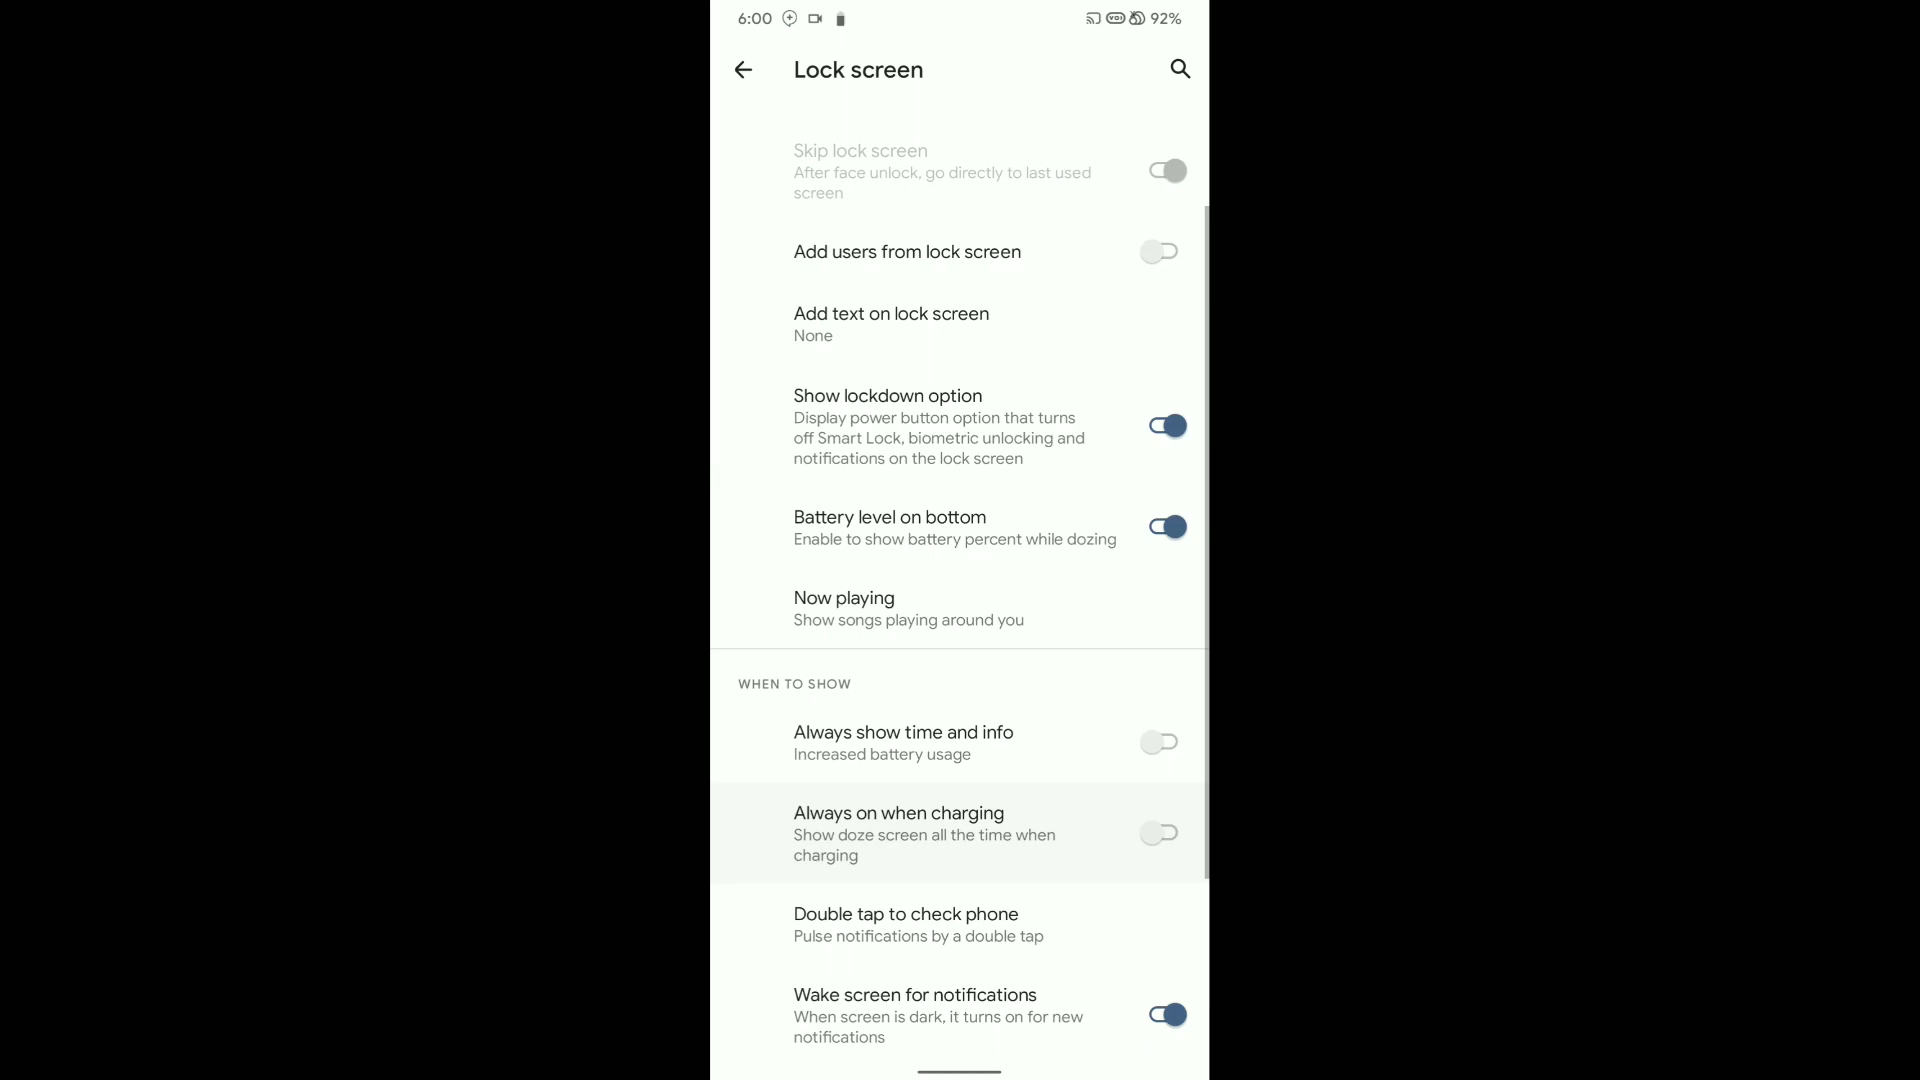 6:00
92%
Lock screen
Skip lock screen
After face unlock, go directly to last used
screen
Add users from lock screen
Add text on lock screen
None
Show lockdown option
Display power button option that turns
off Smart Lock, biometric unlocking and
notifications on the lock screen
Battery level on bottom
Enable to show battery percent while dozing
Now playing
Show songs playing around you
WHEN TO SHOW
Always show time and info
Increased battery usage
Always on when charging
Show doze screen all the time when
charging
Double tap to check phone
Pulse notifications by a double tap
Wake screen for notifications
When screen is dark, it turns on for new
notifications